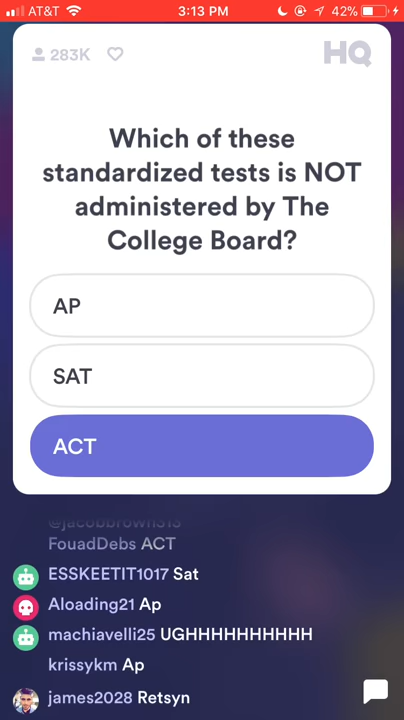 AT&T 3:13 PM 42%
283K HQ
Which of these
standardized tests is NOT
administered by The
College Board?
AP
SAT
ACT
@jacobbrown313
FouadDebs ACT
ESSKEETIT1017 Sat
Aloading21 Ap
machiavelli25 UGHHHHHHHHHH
krissykm Ap
james2028 Retsyn